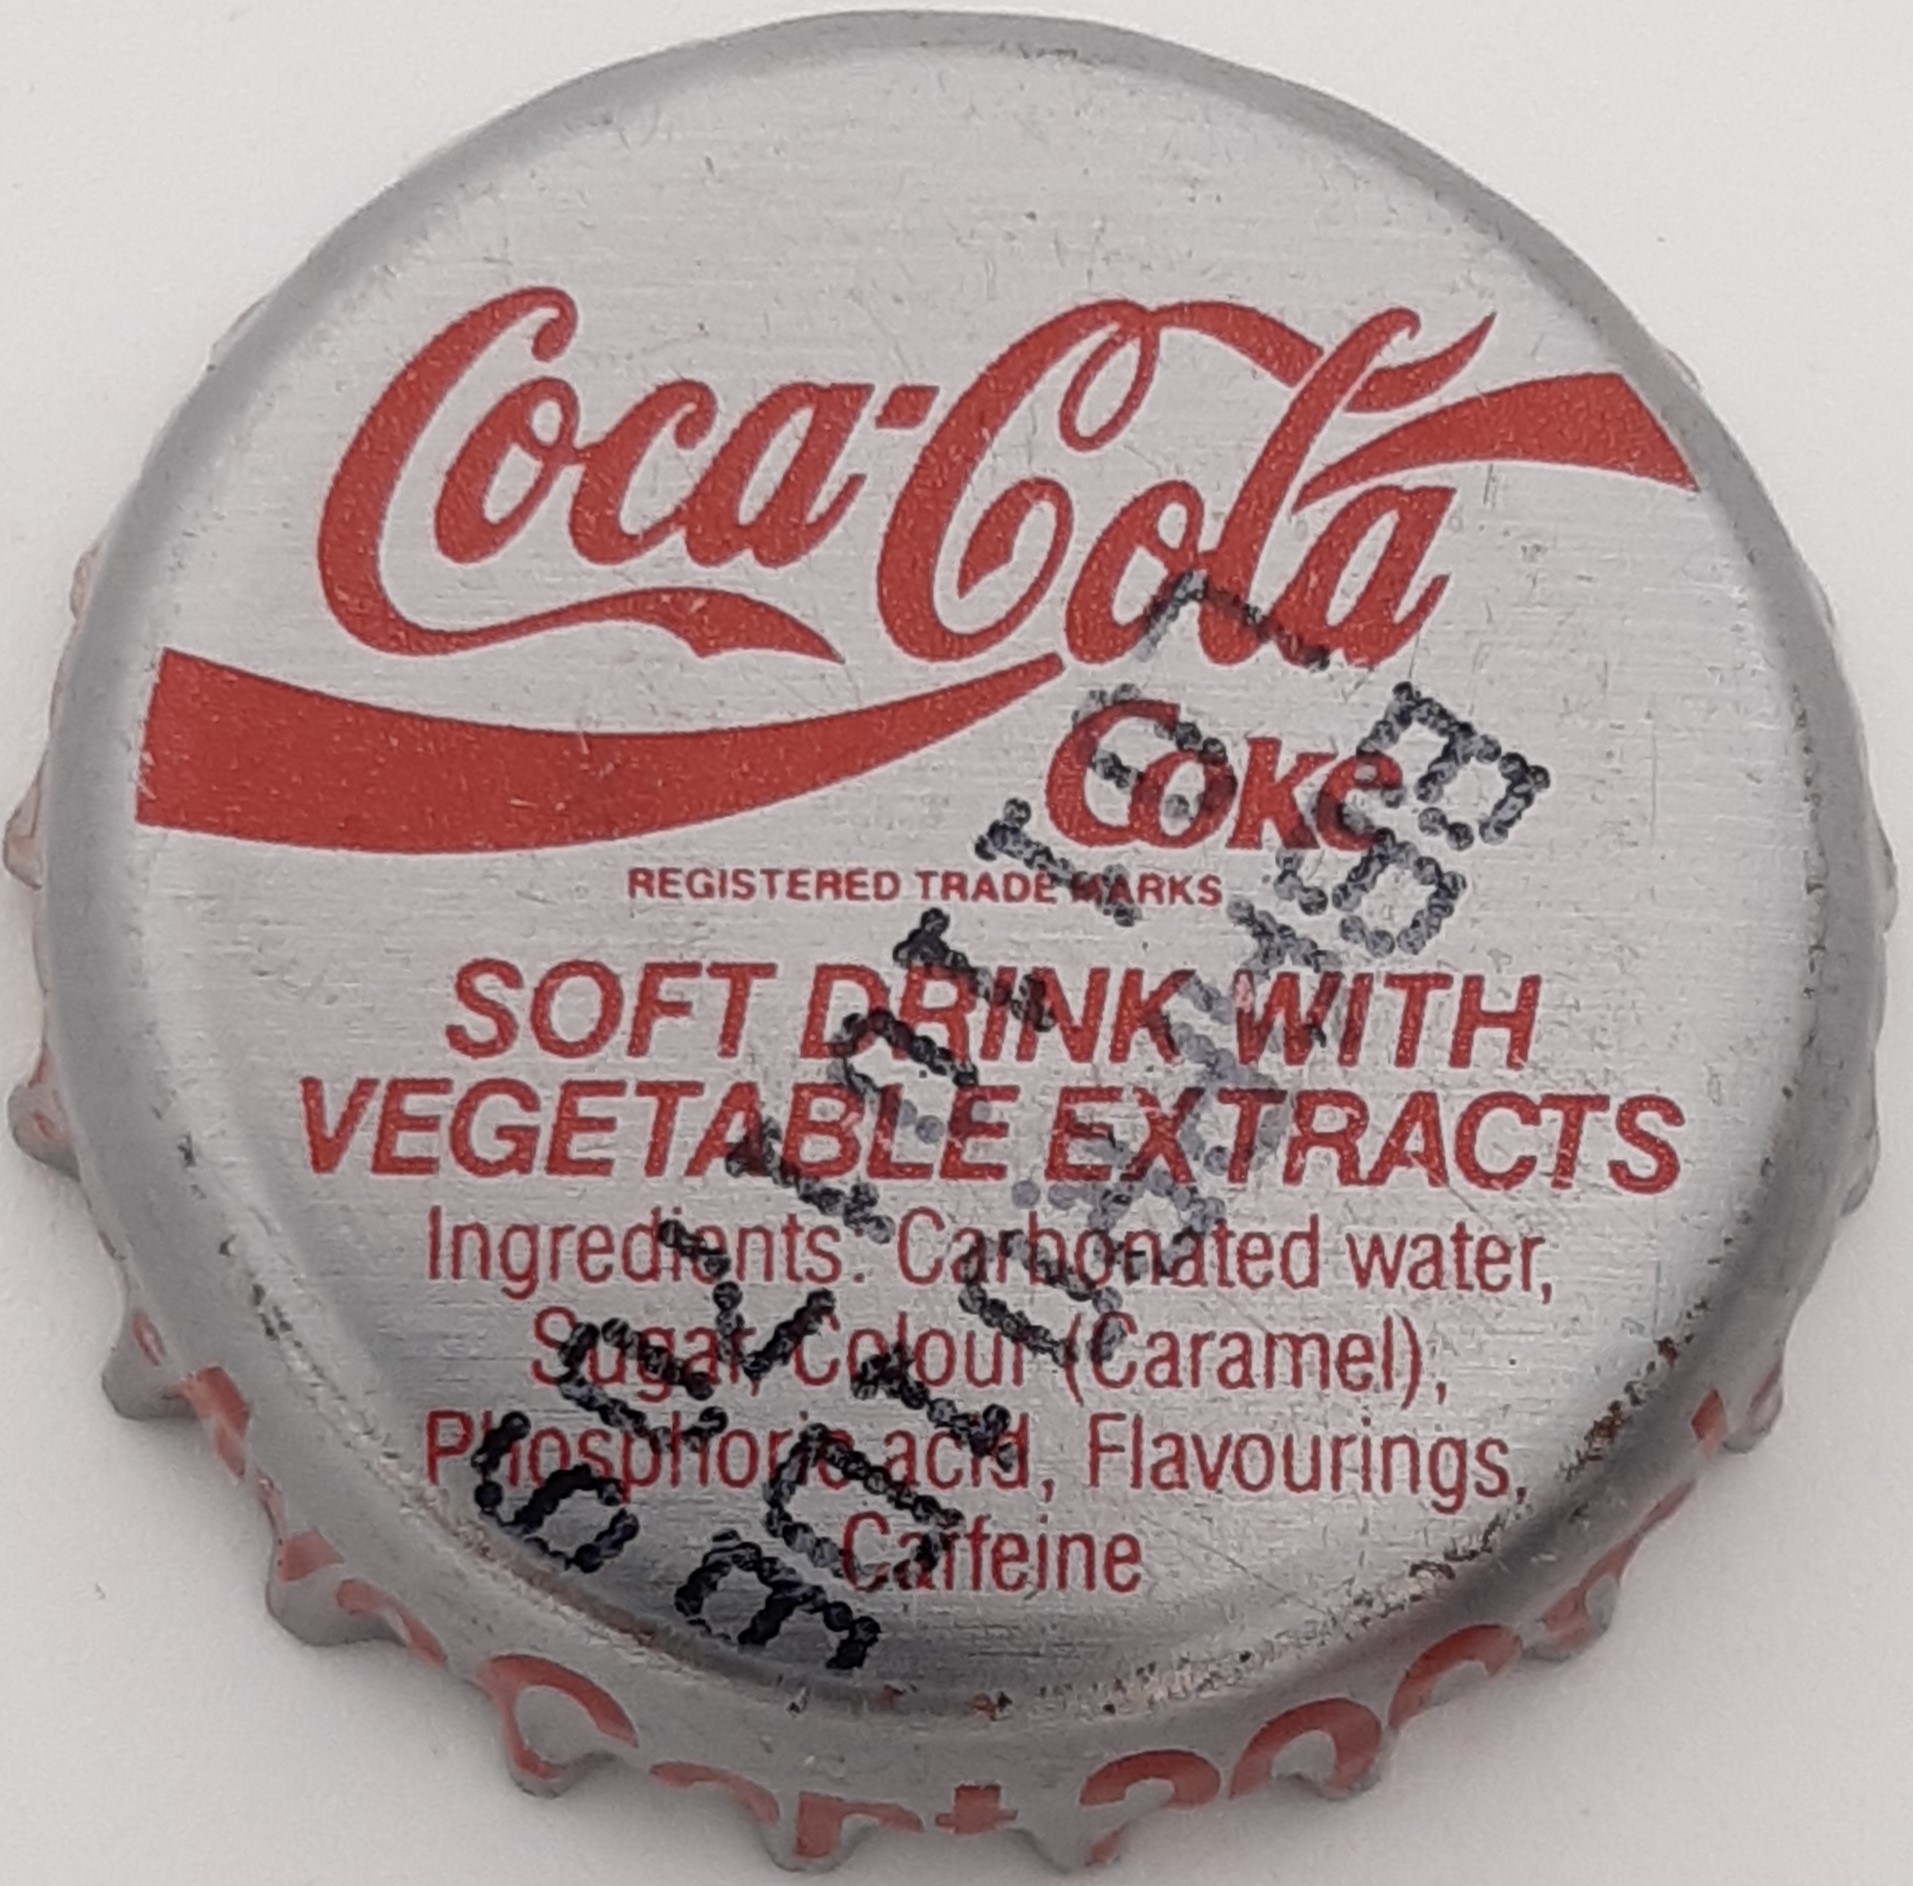 Coca-Cola
Coke
REGISTERED TRADE MARKS
SOFT DRINK WITH
VEGETABLE EXTRACTS
Ingredients: Carbonated water,
Sugar, Colour (Caramel),
Phosphoric acid, Flavourings,
Caffeine